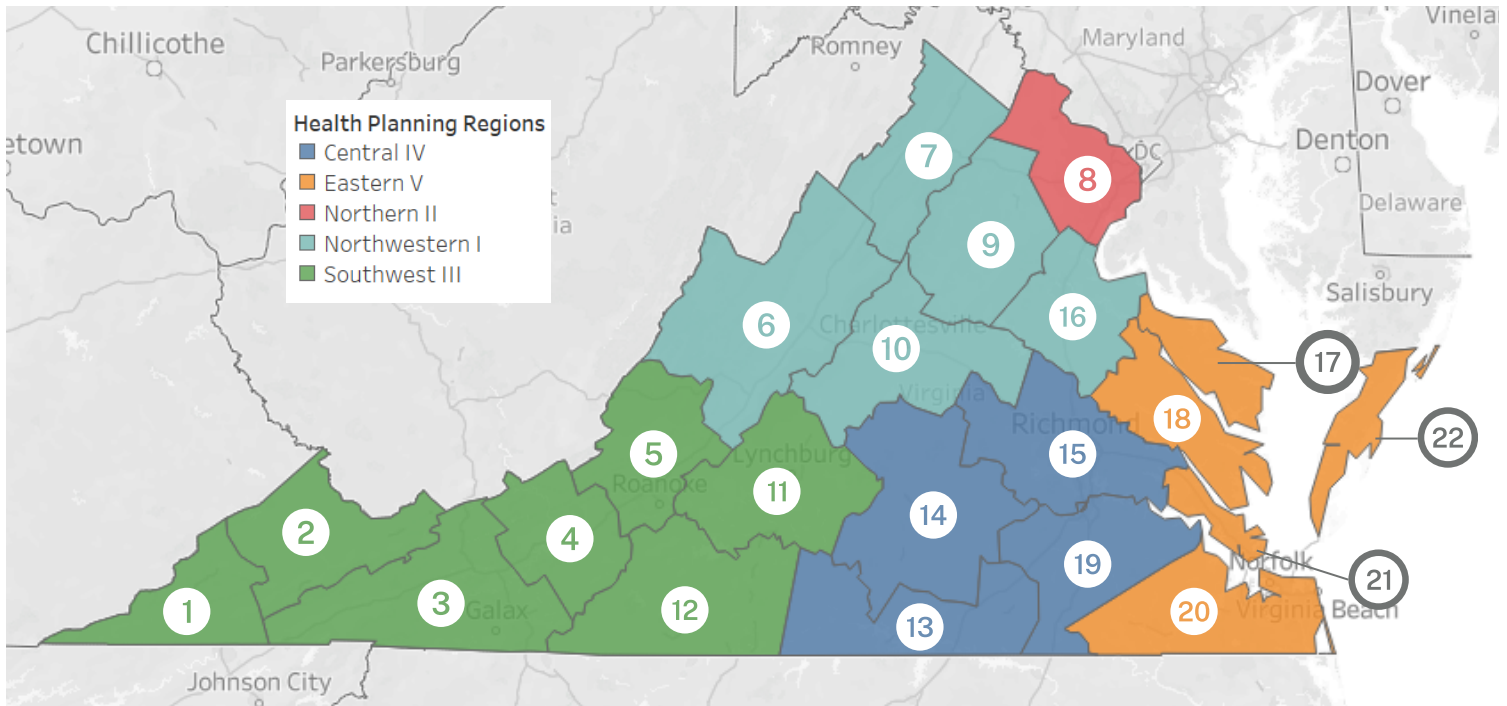 Vinela
Chillicothe
Romney
Maryland
Parkersburg
Dover
Health Planning Regions
Central IV
Eastern V
Northern II
Northwestern I
Southwest III
etown
Denton
DC
7
8
t
ia
Delaware
9
Salisbury
6
Charlottesville
16
10
17
Virginia
Richmond
18
22
5
Lynchburg
15
Roanoke
11
14
2
4
Norfolk
19
21
3
Galax
1
12
13
20
Virginia Beach
Johnson City